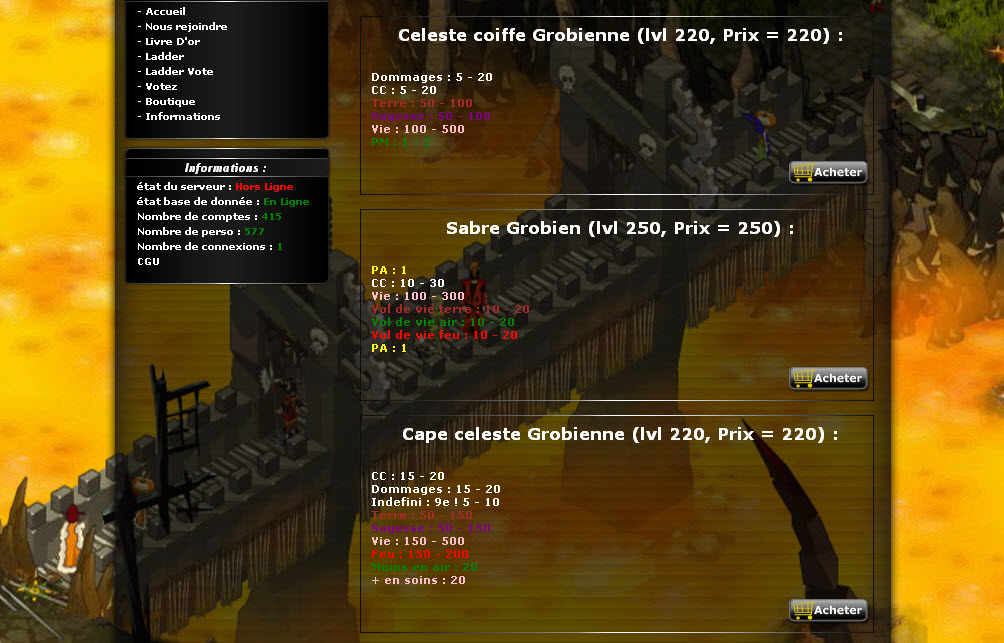 - Accueil
- Nous rejoindre
- Livre D'or
- Ladder
- Ladder Vote
- Votez
- Boutique
- Informations
Informations :
état du serveur : Hors Ligne
état base de donnée : En Ligne
Nombre de comptes : 415
Nombre de perso : 577
Nombre de connexions : 1
CGU
Celeste coiffe Grobienne (lvl 220, Prix = 220) :
Dommages : 5 - 20
CC : 5 - 20
Terre : 50 - 100
Sagesse : 50 - 100
Vie : 100 - 500
PM : 1 -
Acheter
Sabre Grobien (lvl 250, Prix = 250) :
PA : 1
CC : 10 - 30
Vie : 100 - 300
Vol de vie terre : 10 - 20
Vol de vie air : 10 - 20
Vol de vie feu : 10 - 20
PA : 1
Acheter
Cape celeste Grobienne (lvl 220, Prix = 220) :
CC : 15 - 20
Dommages : 15 - 20
Indefini : 9e ! 5 - 10
Terre : 50 - 150
Sagesse : 50 - 150
Vie : 150 - 500
Feu : 150 - 200
Moins en air : 20
+ en soins : 20
Acheter